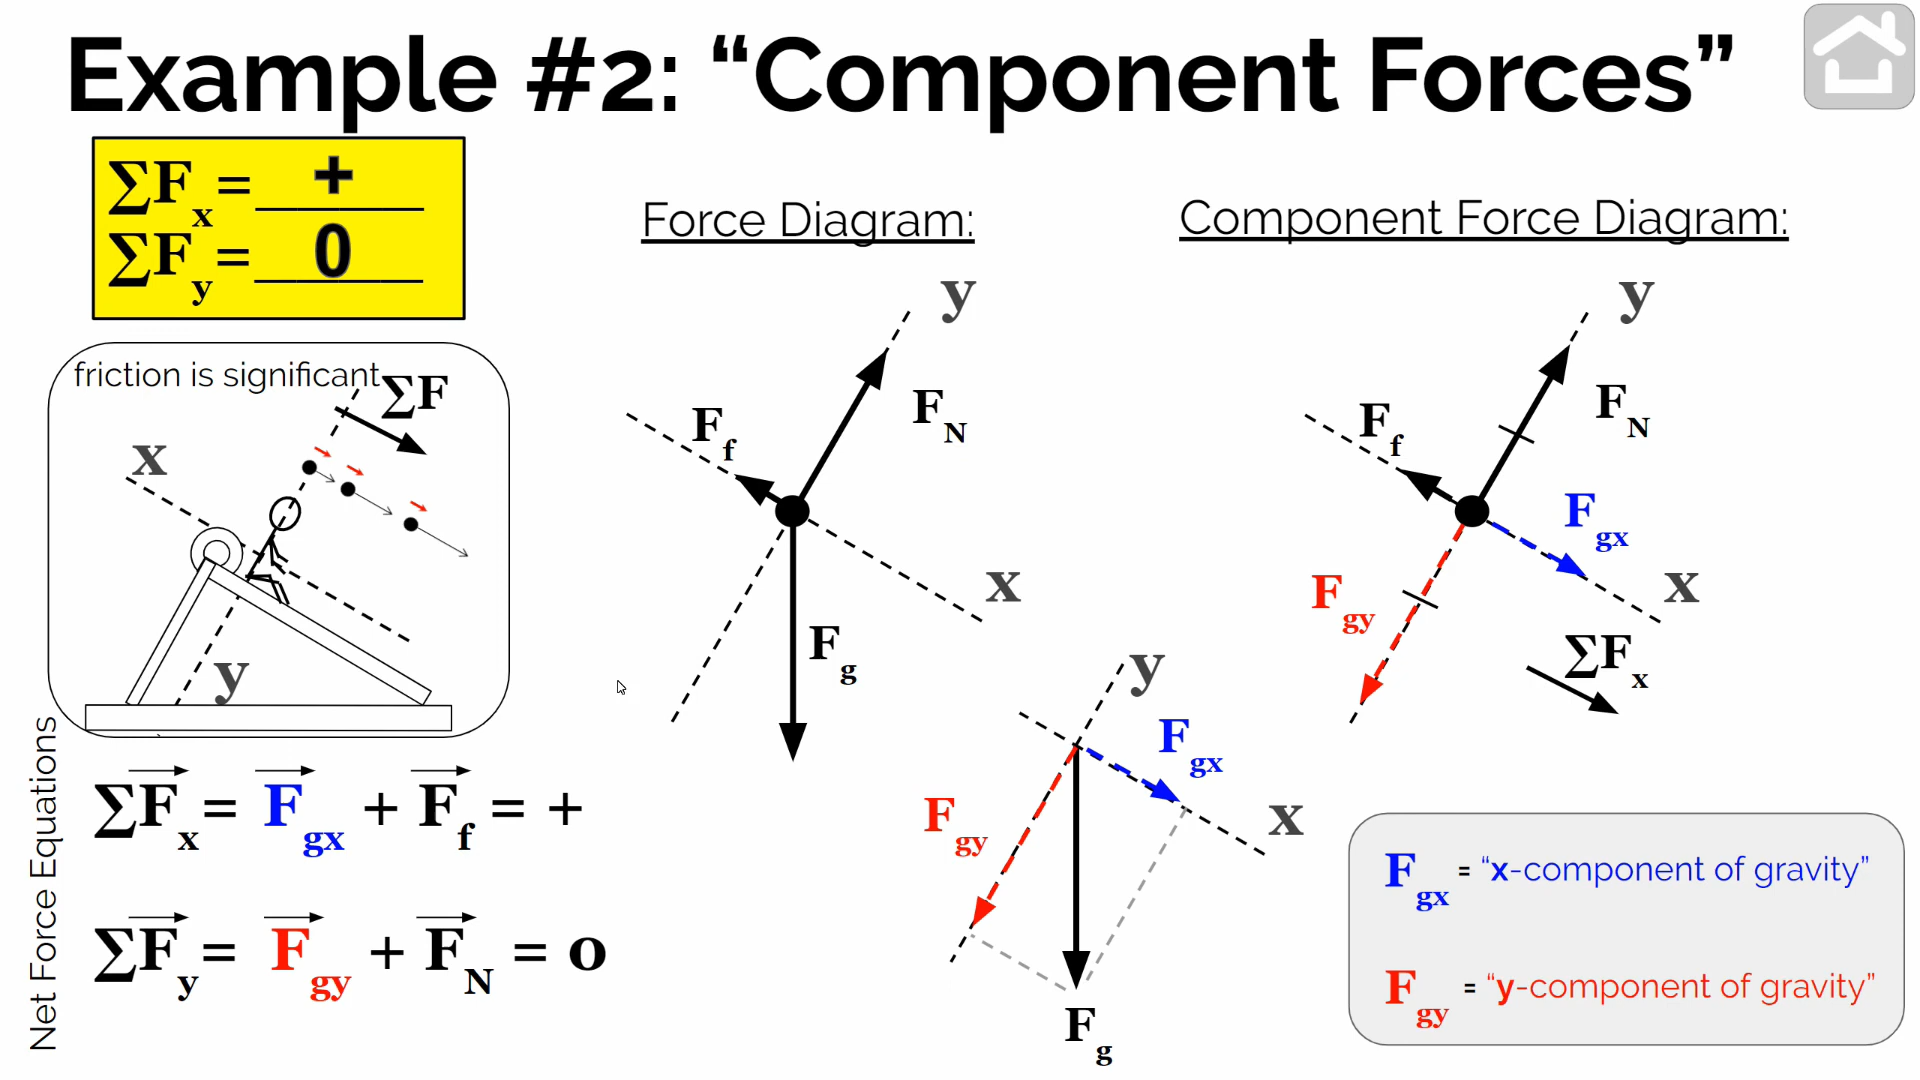 Example #2: “Component Forces”
ΣFx = +
ΣFy = 0
Force Diagram:
Component Force Diagram:
friction is significant
ΣF
x
y
y
Ff
FN
x
Fg
y
Ff
FN
Fgx
x
Fgy
ΣFx
y
Fgx
Fgy
x
Fg
Net Force Equations
ΣFx = Fgx + Ff = +
ΣFy = Fgy + FN = 0
Fgx = “x-component of gravity”
Fgy = “y-component of gravity”